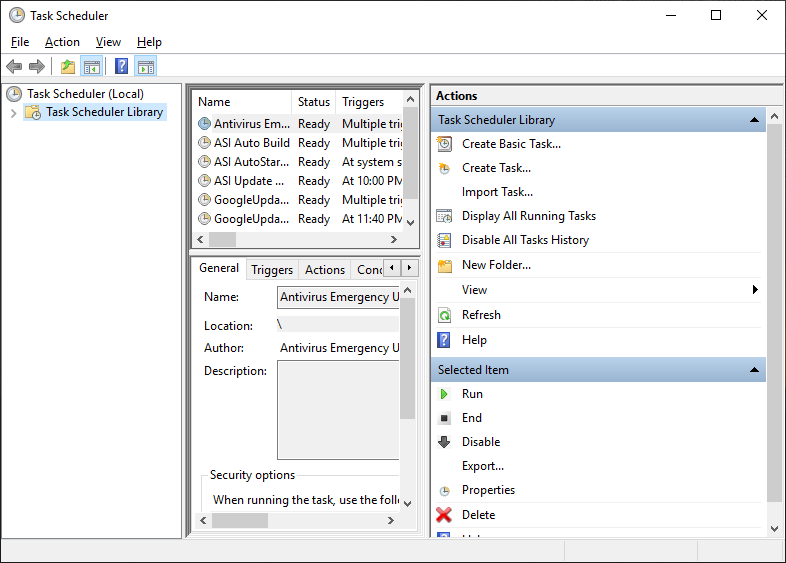 Task Scheduler
File Action View Help
Task Scheduler (Local)
Task Scheduler Library
Name Status Triggers
Antivirus Em... Ready Multiple trig
ASI Auto Build Ready Multiple trig
ASI AutoStar... Ready At system s
ASI Update ... Ready At 10:00 PM
GoogleUpda... Ready Multiple trig
GoogleUpda... Ready At 11:40 PM
General Triggers Actions Conc
Name: Antivirus Emergency U
Location: \
Author: Antivirus Emergency U
Description:
Security options
When running the task, use the follo
Actions
Task Scheduler Library
Create Basic Task...
Create Task...
Import Task...
Display All Running Tasks
Disable All Tasks History
New Folder...
View
Refresh
Help
Selected Item
Run
End
Disable
Export...
Properties
Delete